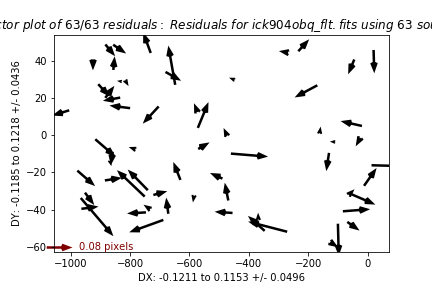 ctor plot of 63/63 residuals: Residuals for ick904obq_flt.fits using 63 sou
40
20
0
−20
−40
−60
0.08 pixels
−1000 −800 −600 −400 −200 0
DX: -0.1211 to 0.1153 +/- 0.0496
DY: -0.1185 to 0.1218 +/- 0.0436